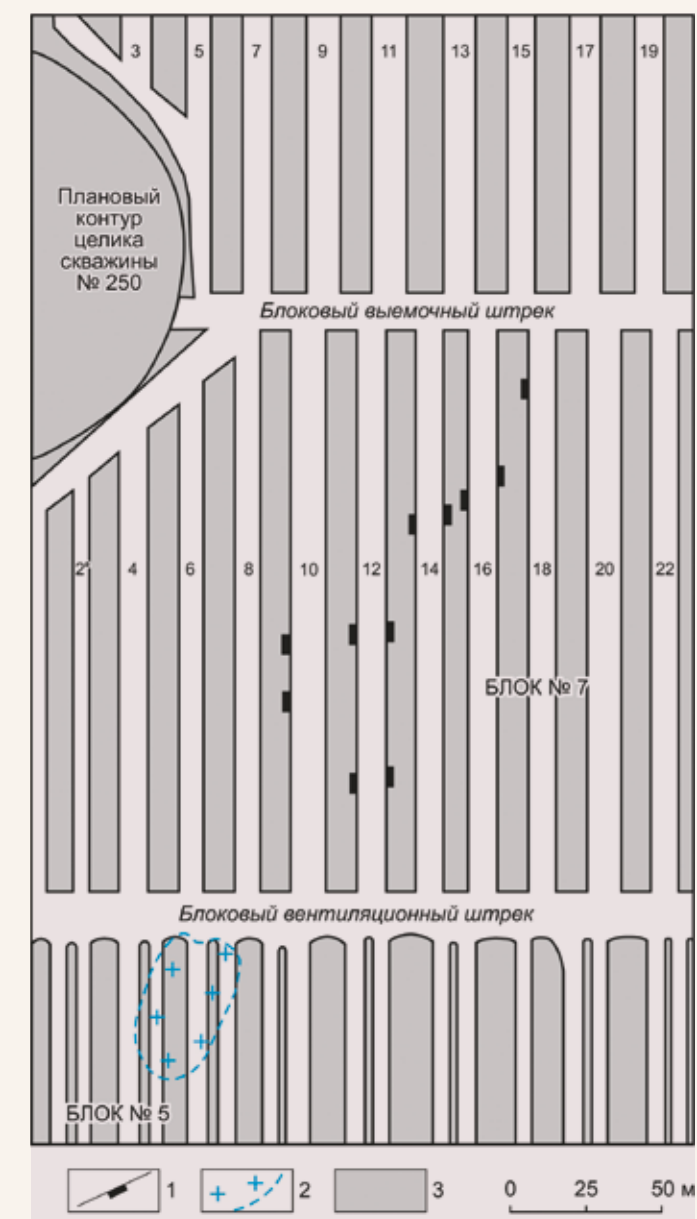 3 5 7 9 11 13 15 17 19
Плановый
контур
целика
скважины
№ 250
Блоковый выемочный штрек
2 4 6 8 10 12 14 16 18 20 22
БЛОК № 7
Блоковый вентиляционный штрек
БЛОК № 5
1 2 3 0 25 50 м